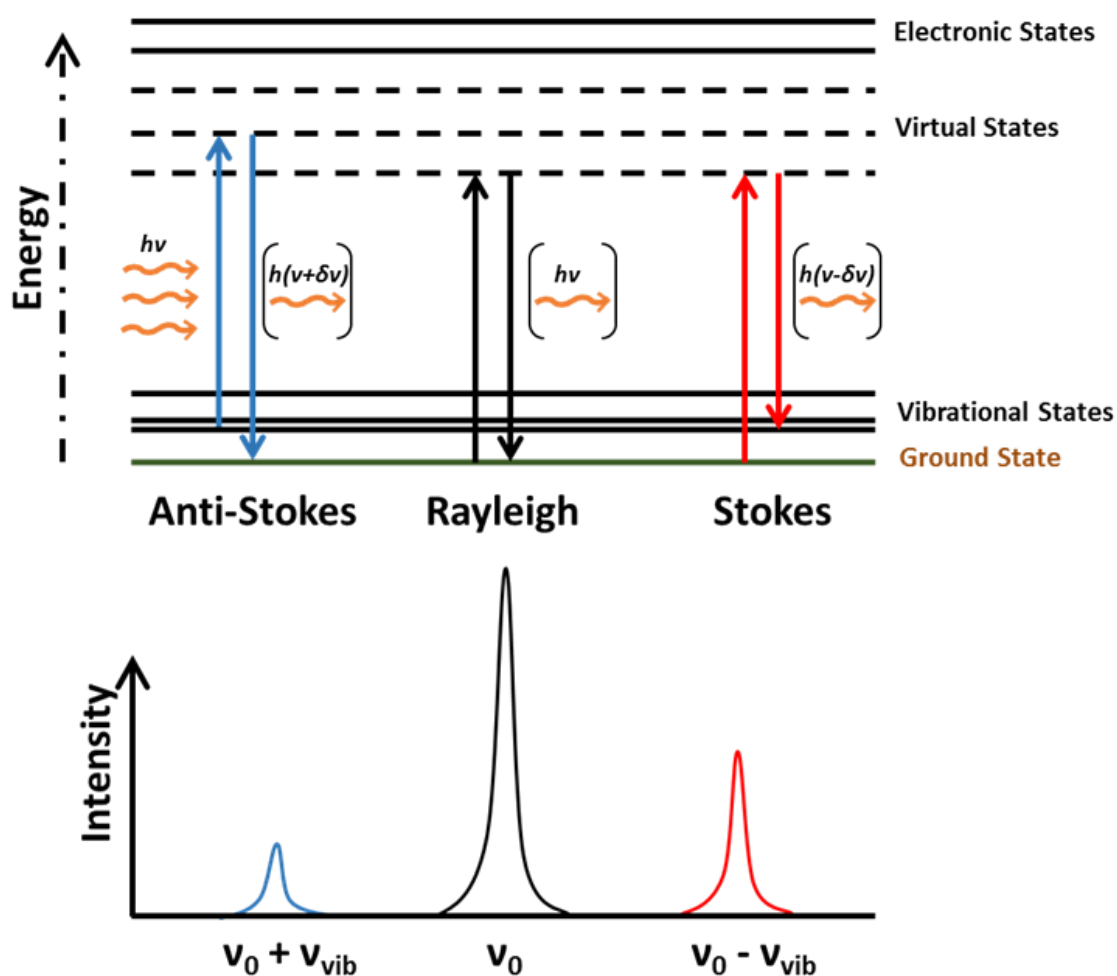 Electronic States
Virtual States
Energy
hν
h(ν+δν)
hν
h(ν-δν)
Vibrational States
Ground State
Anti-Stokes
Rayleigh
Stokes
Intensity
ν₀ + νᵥᵢb
ν₀
ν₀ - νᵥᵢb